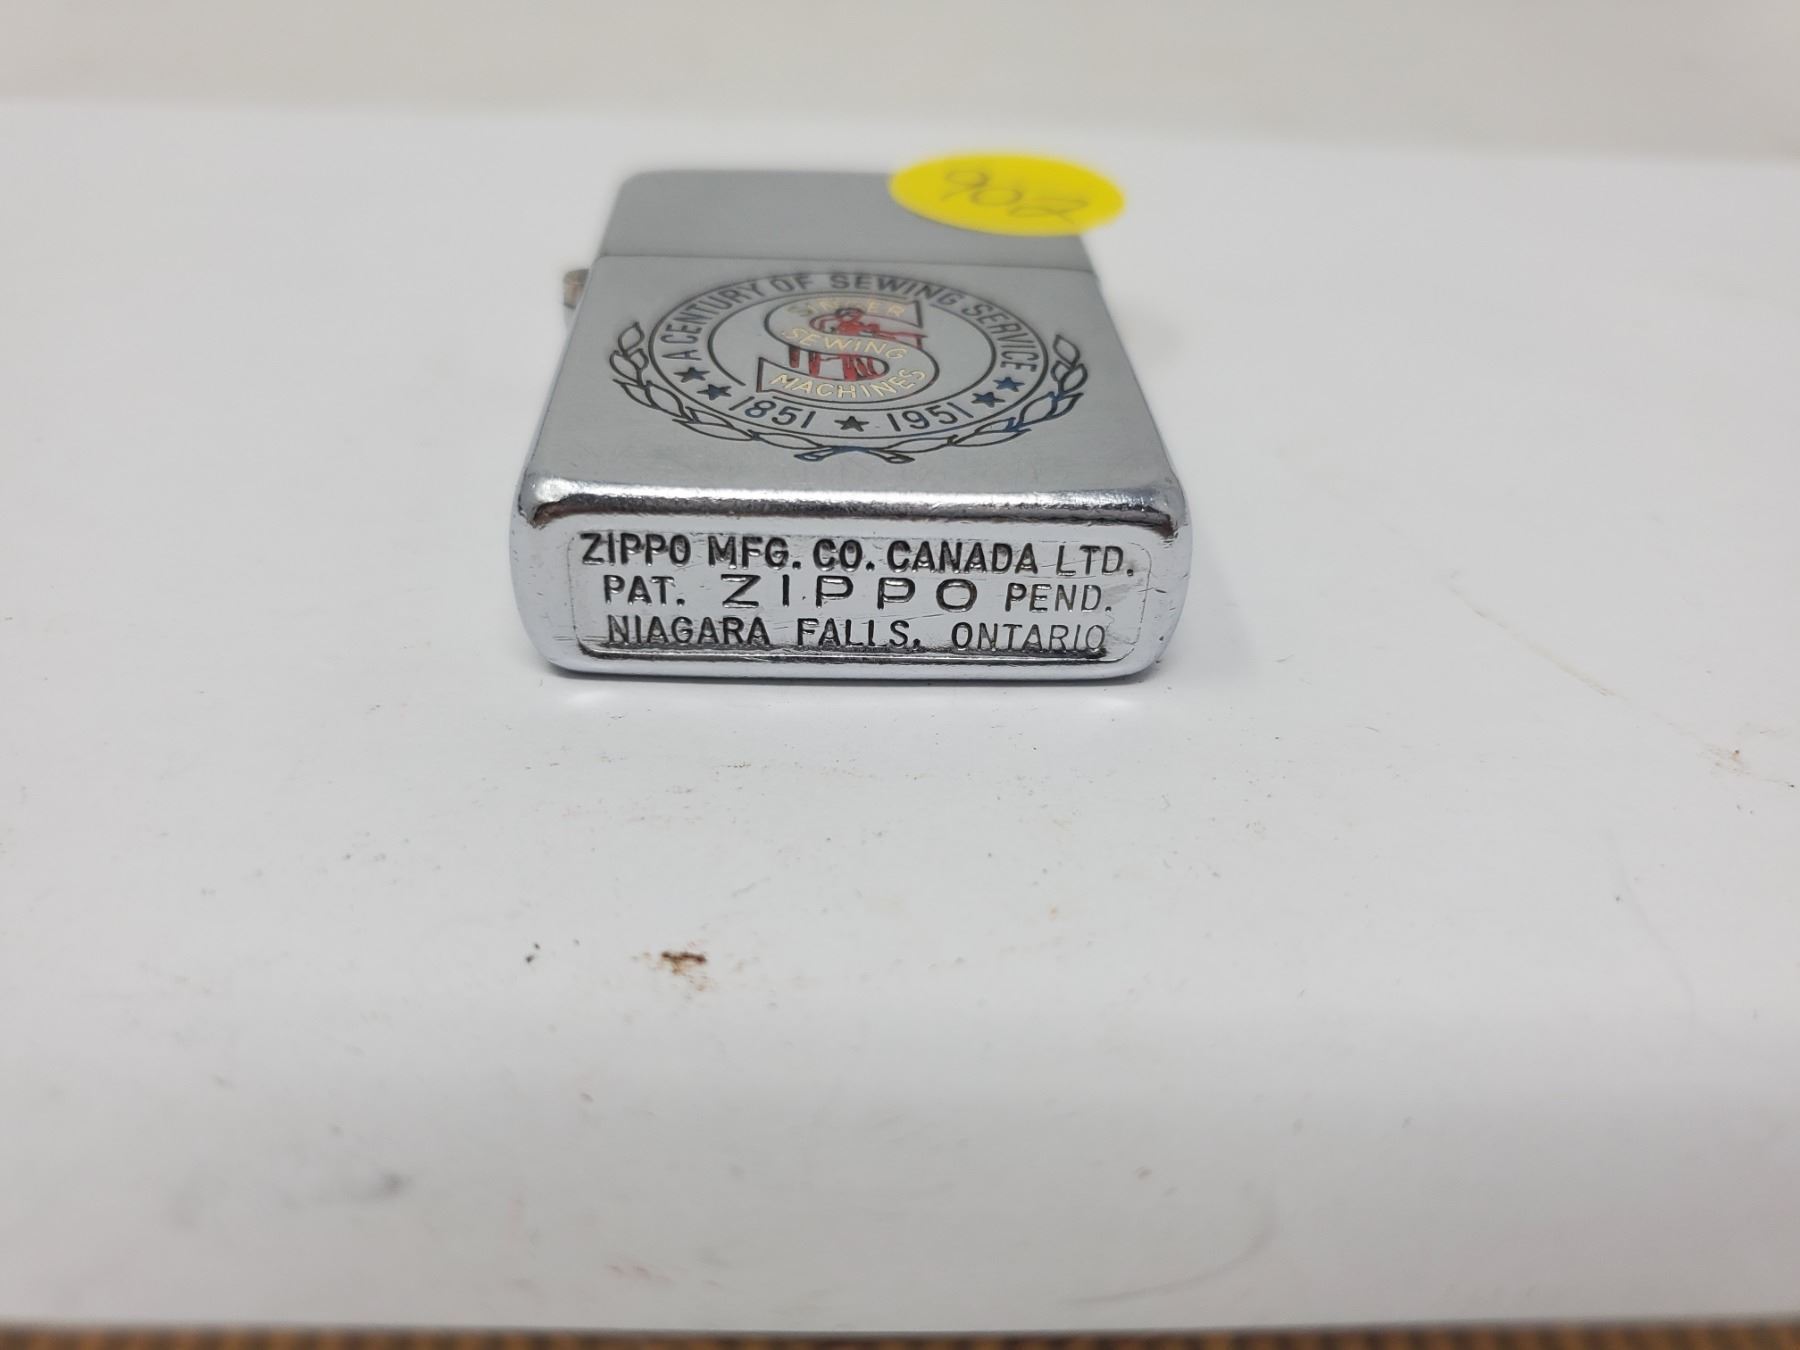 902
A CENTURY OF SEWING SERVICE
SINGER
SEWING
MACHINES
1851 ★ 1951
ZIPPO MFG. CO. CANADA LTD.
PAT. ZIPPO PEND.
NIAGARA FALLS, ONTARIO